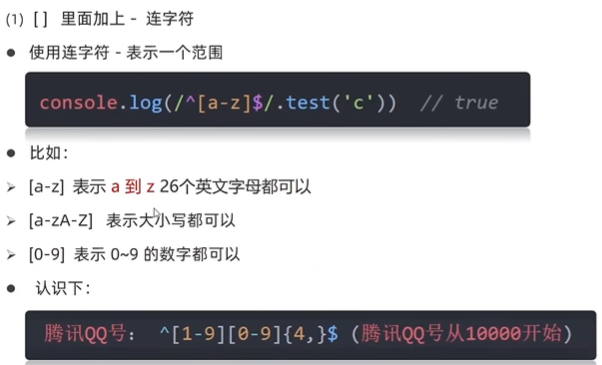 (1) [ ] 里面加上 - 连字符
● 使用连字符 - 表示一个范围
console.log(/^[a-z]$/.test('c')) // true
● 比如：
➢ [a-z] 表示 a 到 z 26个英文字母都可以
➢ [a-zA-Z] 表示大小写都可以
➢ [0-9] 表示 0~9 的数字都可以
● 认识下：
腾讯QQ号： ^[1-9][0-9]{4,}$ (腾讯QQ号从10000开始)